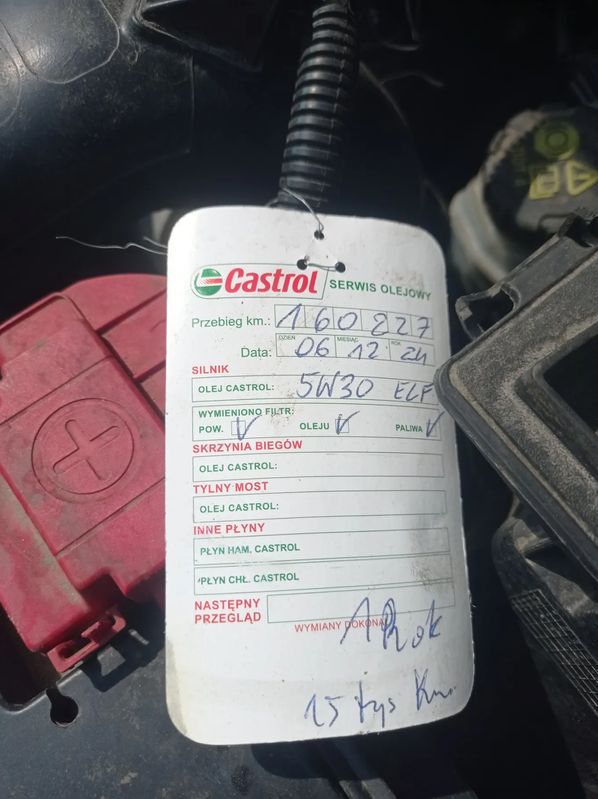 Castrol SERWIS OLEJOWY
Przebieg km.: 160227
DZIEŃ MIESIĄC ROK
Data: 06 12 24
SILNIK
OLEJ CASTROL: 5W30 ELF
WYMIENIONO FILTR:
POW. V OLEJU V PALIWA V
SKRZYNIA BIEGÓW
OLEJ CASTROL:
TYLNY MOST
OLEJ CASTROL:
INNE PŁYNY
PŁYN HAM. CASTROL
PŁYN CHŁ. CASTROL
NASTĘPNY
PRZEGLĄD
WYMIANY DOKONAŁ
1 Rok
15 tys Km.